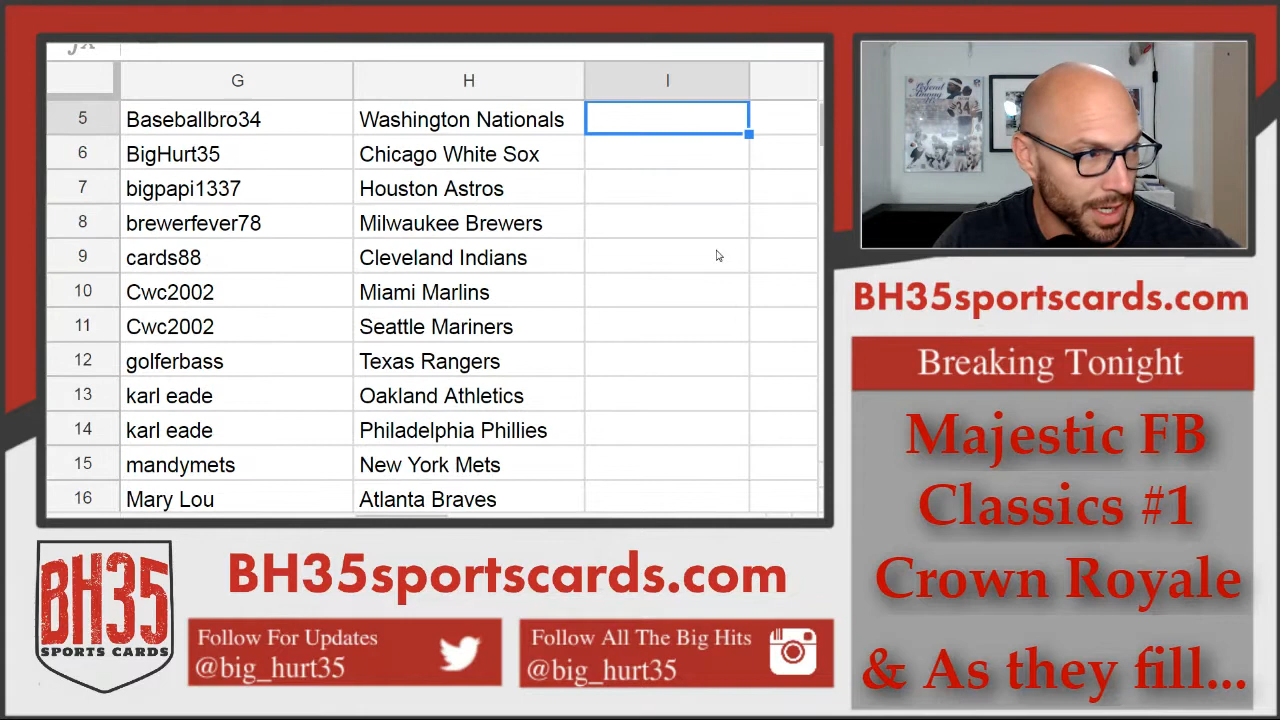 G H I
5 Baseballbro34 Washington Nationals
6 BigHurt35 Chicago White Sox
7 bigpapi1337 Houston Astros
8 brewerfever78 Milwaukee Brewers
9 cards88 Cleveland Indians
10 Cwc2002 Miami Marlins
11 Cwc2002 Seattle Mariners
12 golferbass Texas Rangers
13 karl eade Oakland Athletics
14 karl eade Philadelphia Phillies
15 mandymets New York Mets
16 Mary Lou Atlanta Braves
34
BH35sportscards.com
Breaking Tonight
Majestic FB
Classics #1
Crown Royale
& As they fill...
BH35
SPORTS CARDS
BH35sportscards.com
Follow For Updates
@big_hurt35
Follow All The Big Hits
@big_hurt35